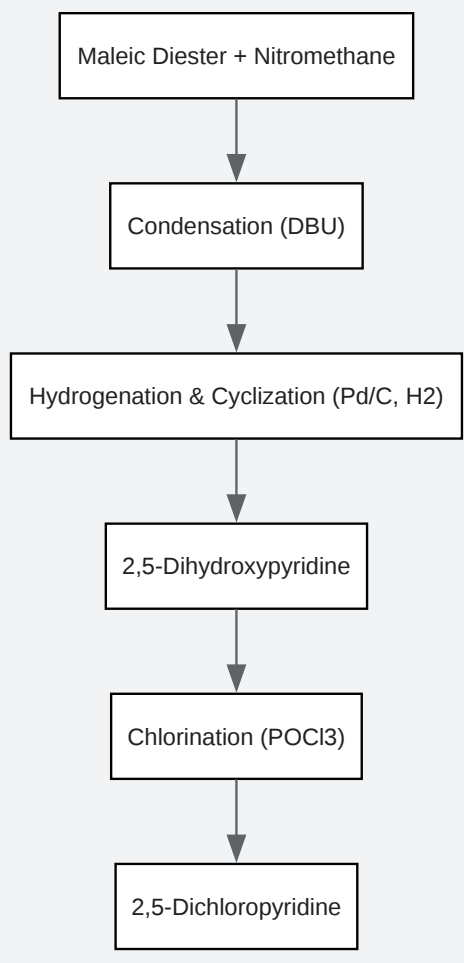 Maleic Diester + Nitromethane
Condensation (DBU)
Hydrogenation & Cyclization (Pd/C, H2)
2,5-Dihydroxypyridine
Chlorination (POCl3)
2,5-Dichloropyridine